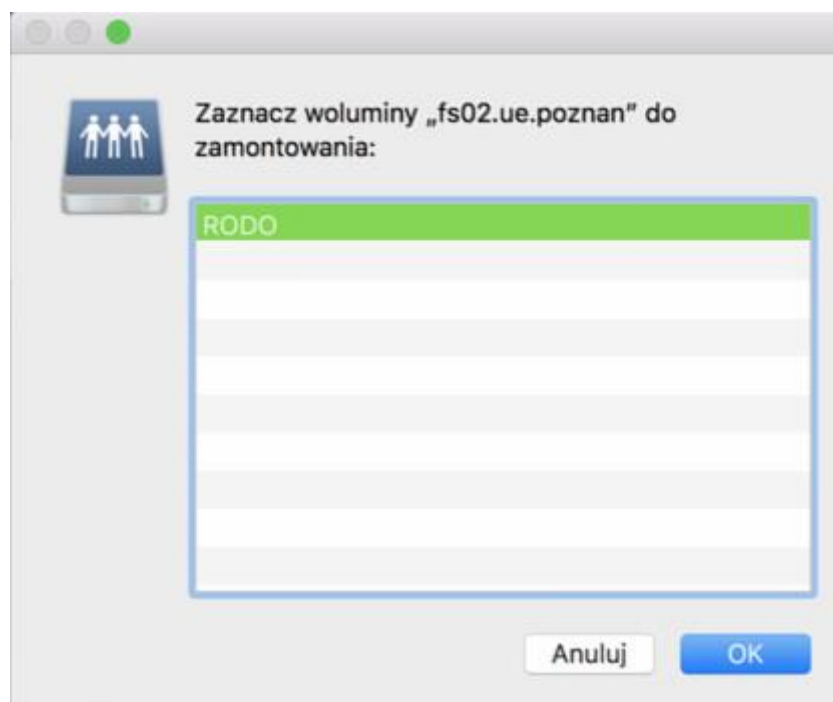 Zaznacz woluminy „fs02.ue.poznan” do
zamontowania:
RODO
Anuluj
OK